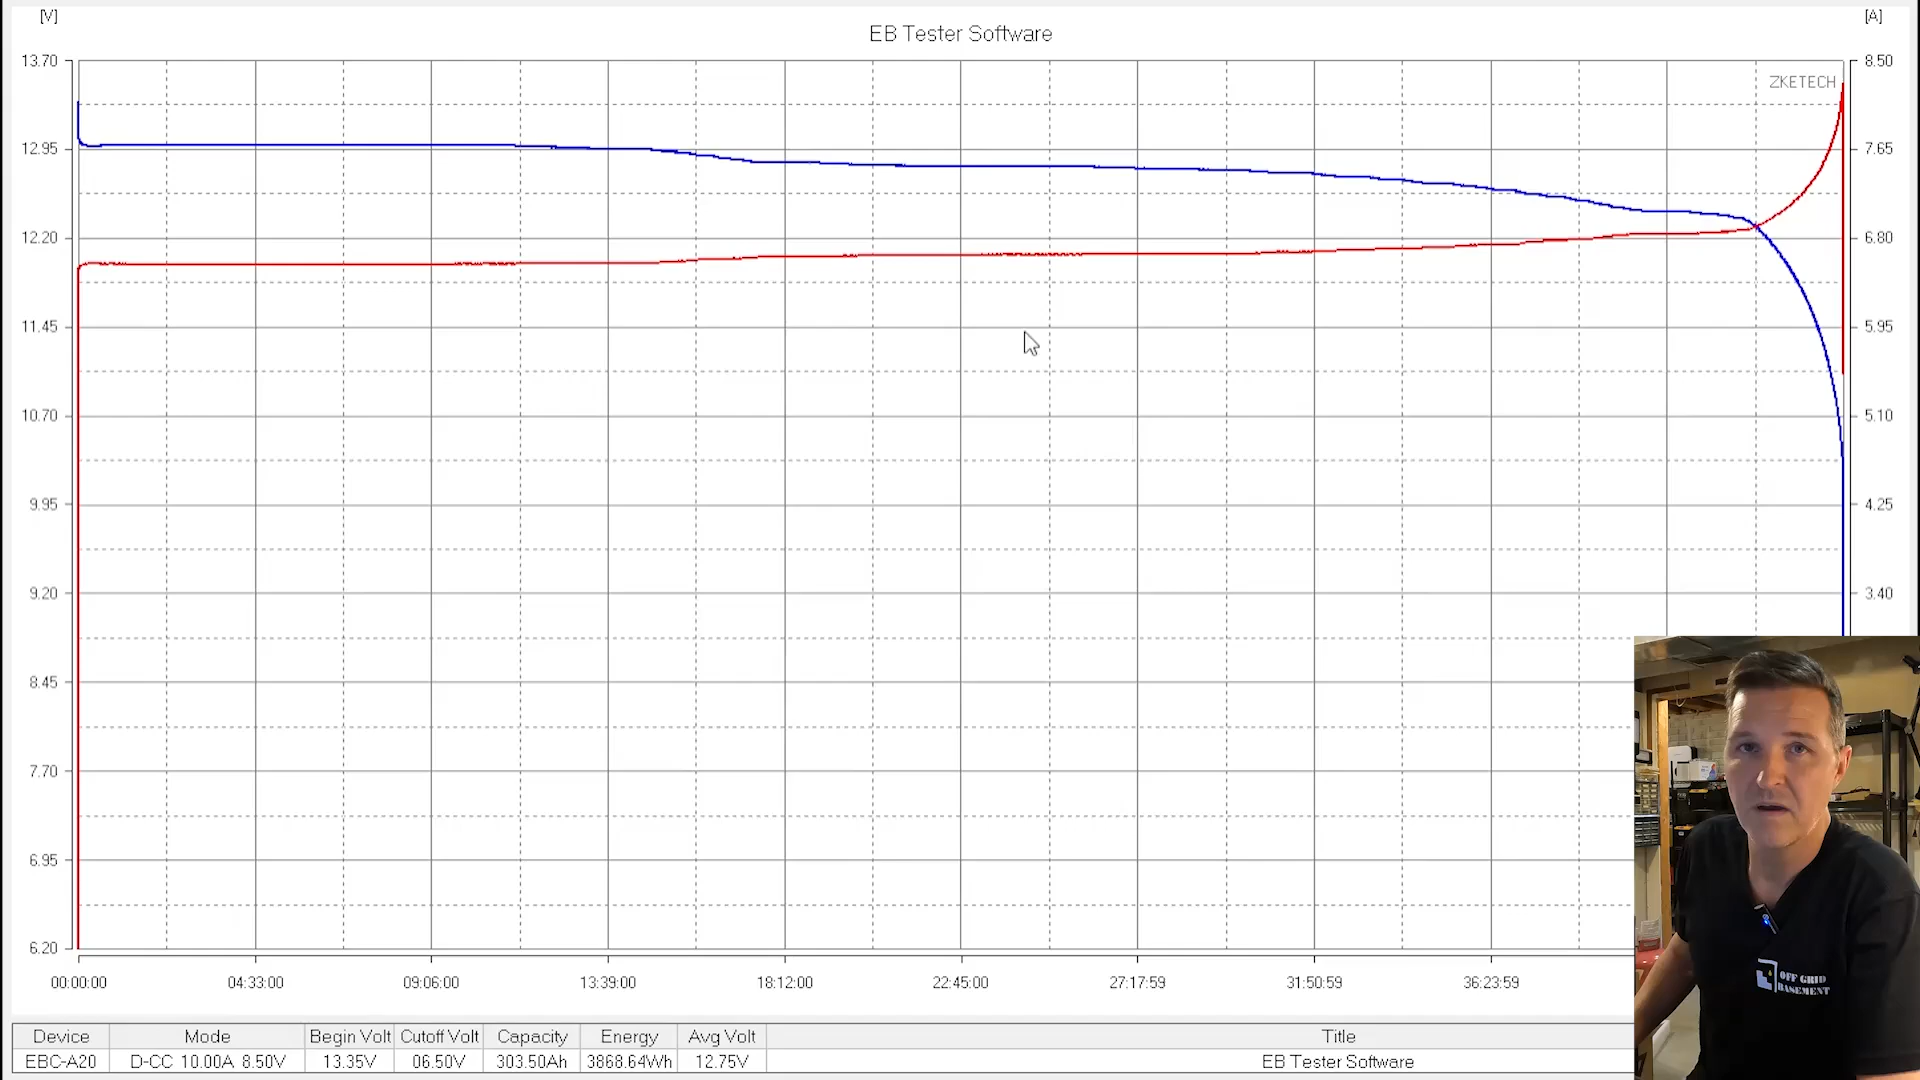 [V]
[A]
EB Tester Software
ZKETECH
13.70
12.95
12.20
11.45
10.70
9.95
9.20
8.45
7.70
6.95
6.20
8.50
7.65
6.80
5.95
5.10
4.25
3.40
00:00:00 04:33:00 09:06:00 13:39:00 18:12:00 22:45:00 27:17:59 31:50:59 36:23:59
Device Mode Begin Volt Cutoff Volt Capacity Energy Avg Volt Title
EBC-A20 D-CC 10.00A 8.50V 13.35V 06.50V 303.50Ah 3868.64Wh 12.75V EB Tester Software
OFF GRID
BASEMENT